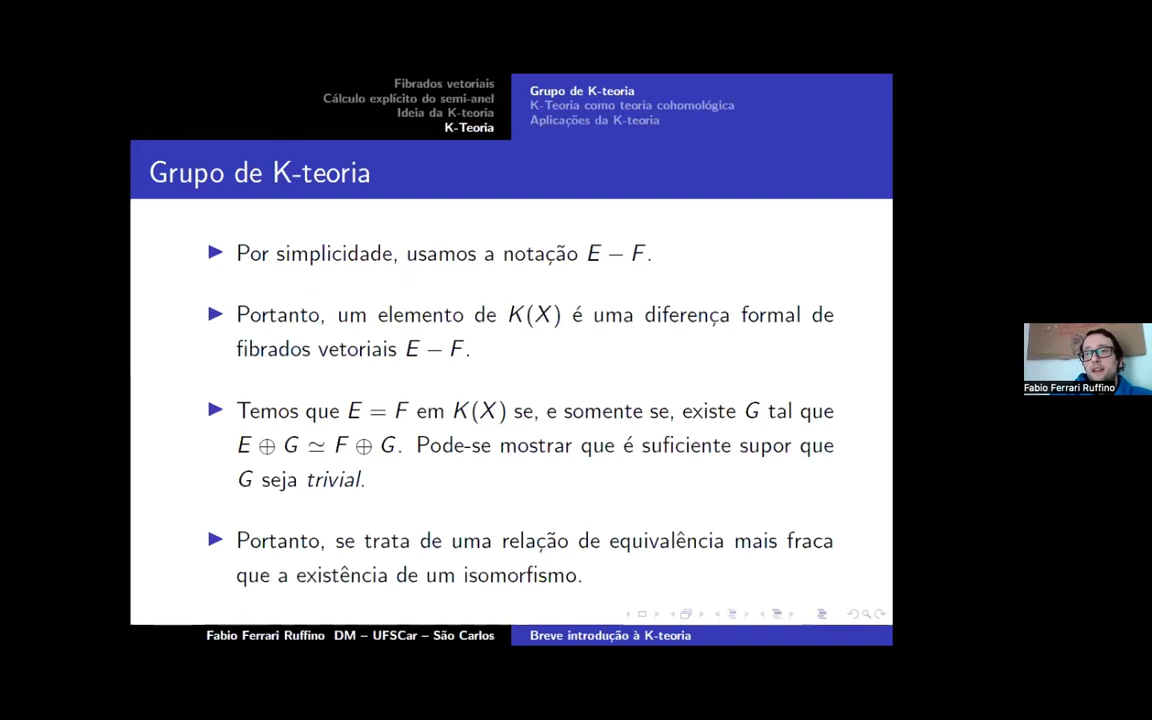 Fibrados vetoriais
Cálculo explícito do semi-anel
Ideia da K-teoria
K-Teoria
Grupo de K-teoria
K-Teoria como teoria cohomológica
Aplicações da K-teoria
Grupo de K-teoria
Por simplicidade, usamos a notação E − F.
Portanto, um elemento de K(X) é uma diferença formal de
fibrados vetoriais E − F.
Temos que E = F em K(X) se, e somente se, existe G tal que
E ⊕ G ≃ F ⊕ G. Pode-se mostrar que é suficiente supor que
G seja trivial.
Portanto, se trata de uma relação de equivalência mais fraca
que a existência de um isomorfismo.
Fabio Ferrari Ruffino DM – UFSCar – São Carlos
Breve introdução à K-teoria
Fabio Ferrari Ruffino